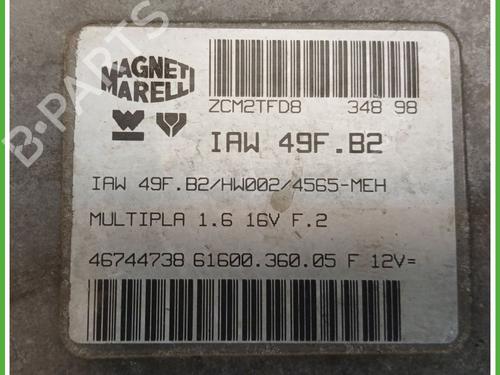 MAGNETI
MARELLI
ZCM2TFD8 348 98
IAW 49F.B2
IAW 49F.B2/HW002/4565-MEH
MULTIPLA 1.6 16V F.2
46744738 61600.360.05 F 12V=
B-PARTS